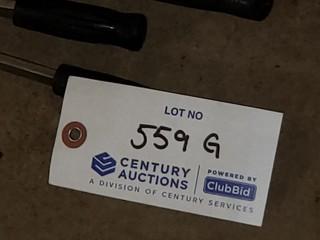 LOT NO
559 G
CENTURY AUCTIONS
POWERED BY
ClubBid
A DIVISION OF CENTURY SERVICES